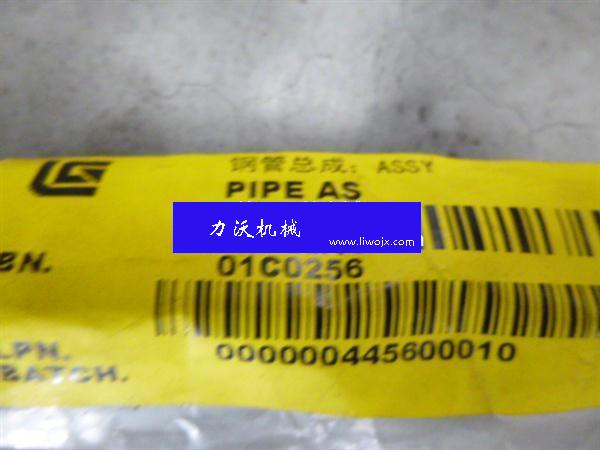 钢管总成: ASSY
PIPE AS
力沃机械
www.liwojx.com
BN.
01C0256
LPN.
000000445600010
BATCH.